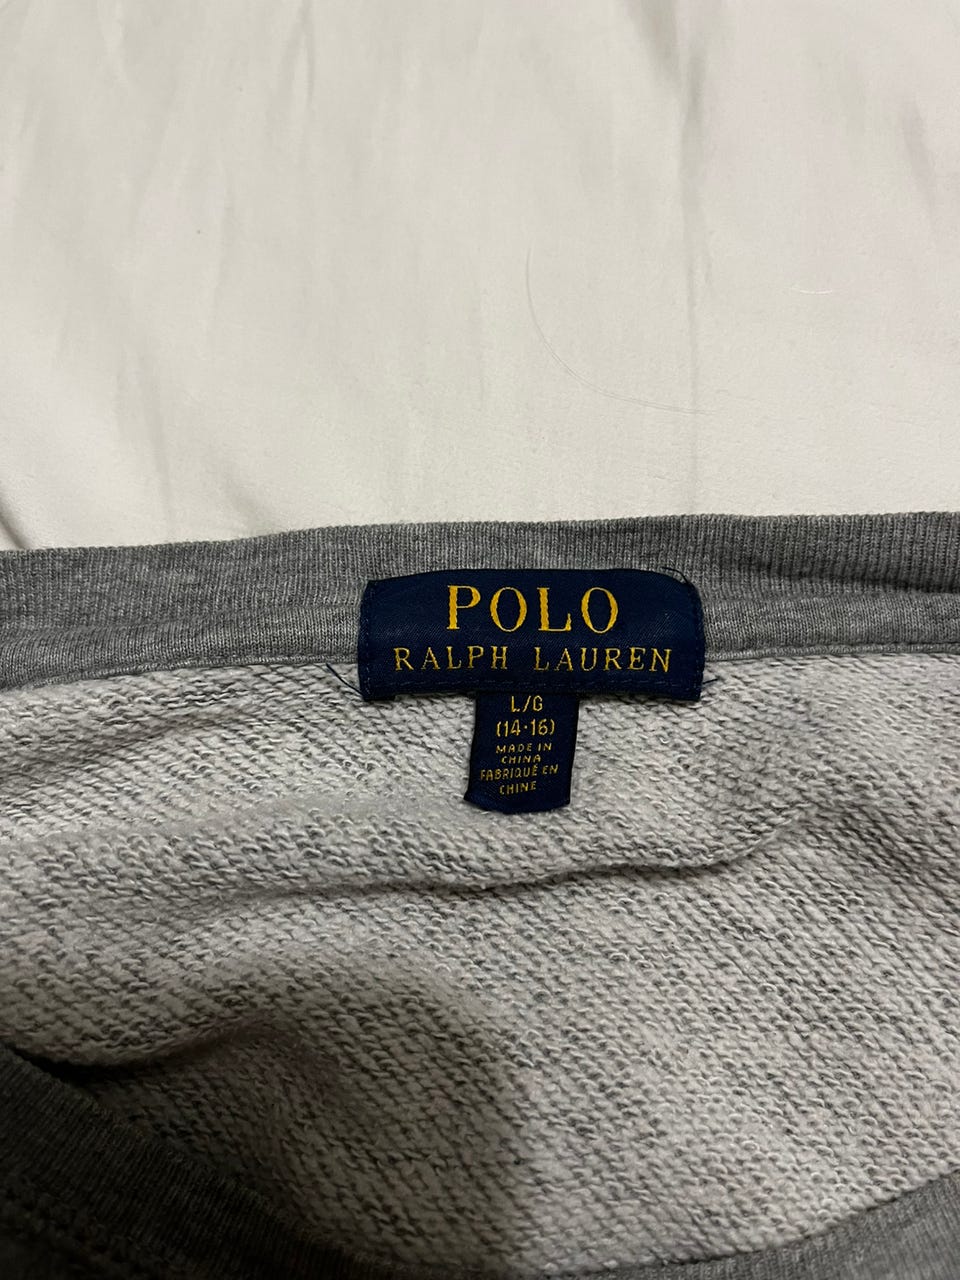 POLO
RALPH LAUREN
L/G
(14-16)
MADE IN
CHINA
FABRIQUÉ EN
CHINE